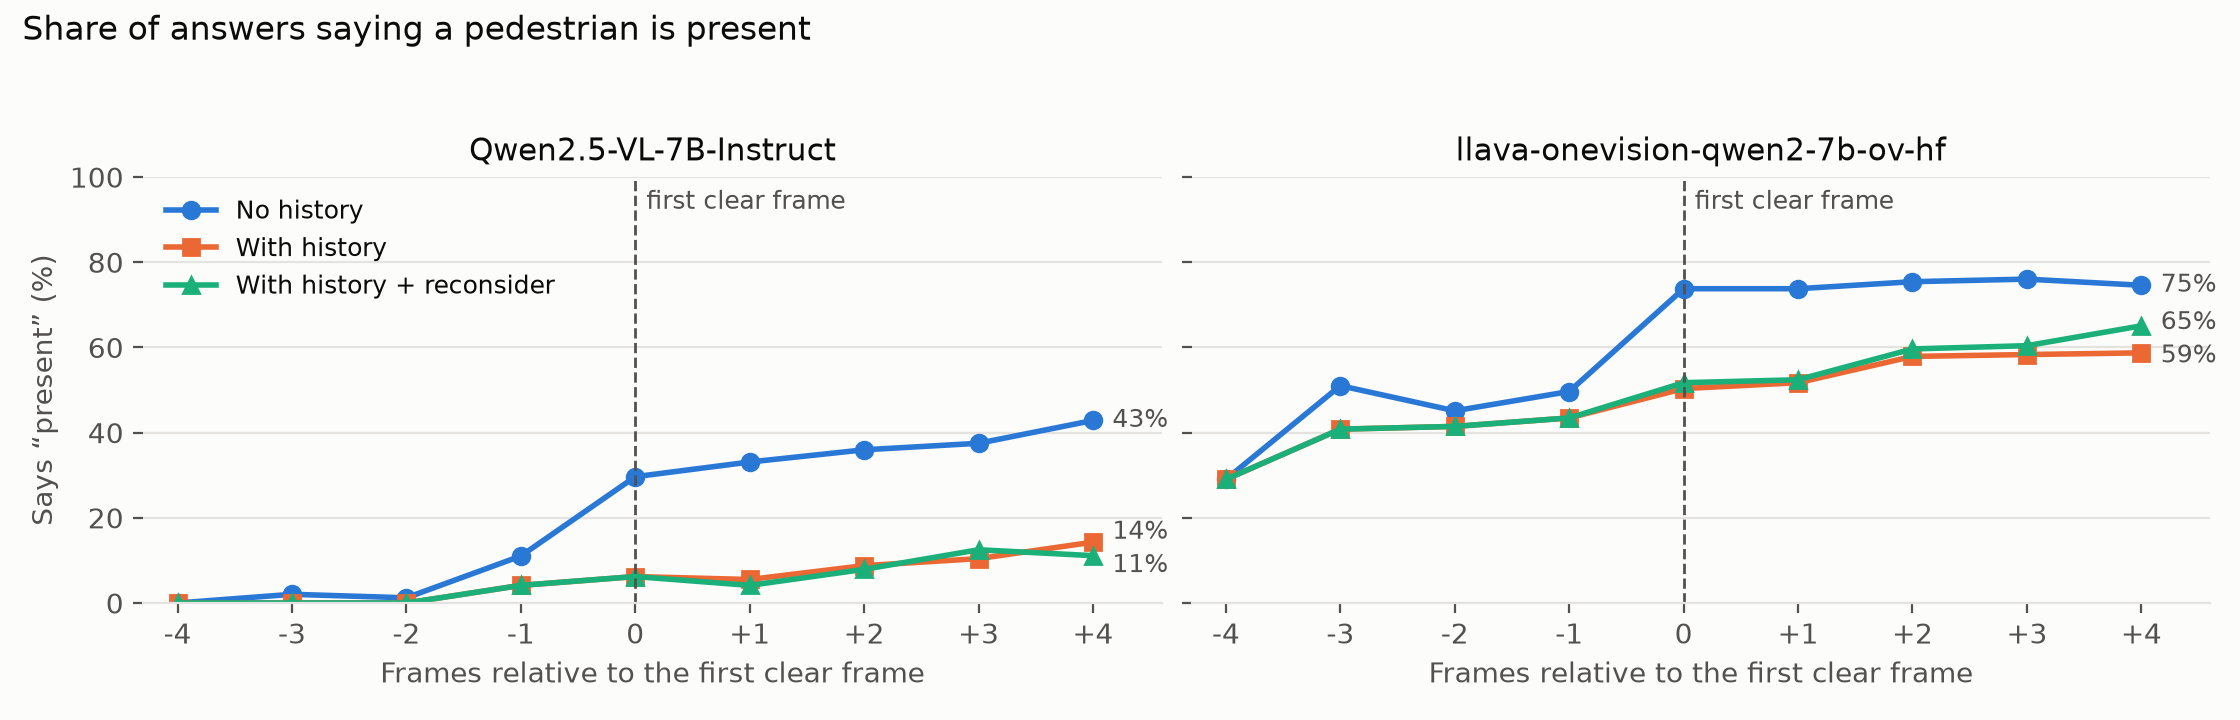 Share of answers saying a pedestrian is present
Qwen2.5-VL-7B-Instruct
first clear frame
No history
With history
With history + reconsider
Says “present” (%)
100
80
60
40
20
0
43%
14%
11%
-4 -3 -2 -1 0 +1 +2 +3 +4
Frames relative to the first clear frame
llava-onevision-qwen2-7b-ov-hf
first clear frame
75%
65%
59%
-4 -3 -2 -1 0 +1 +2 +3 +4
Frames relative to the first clear frame